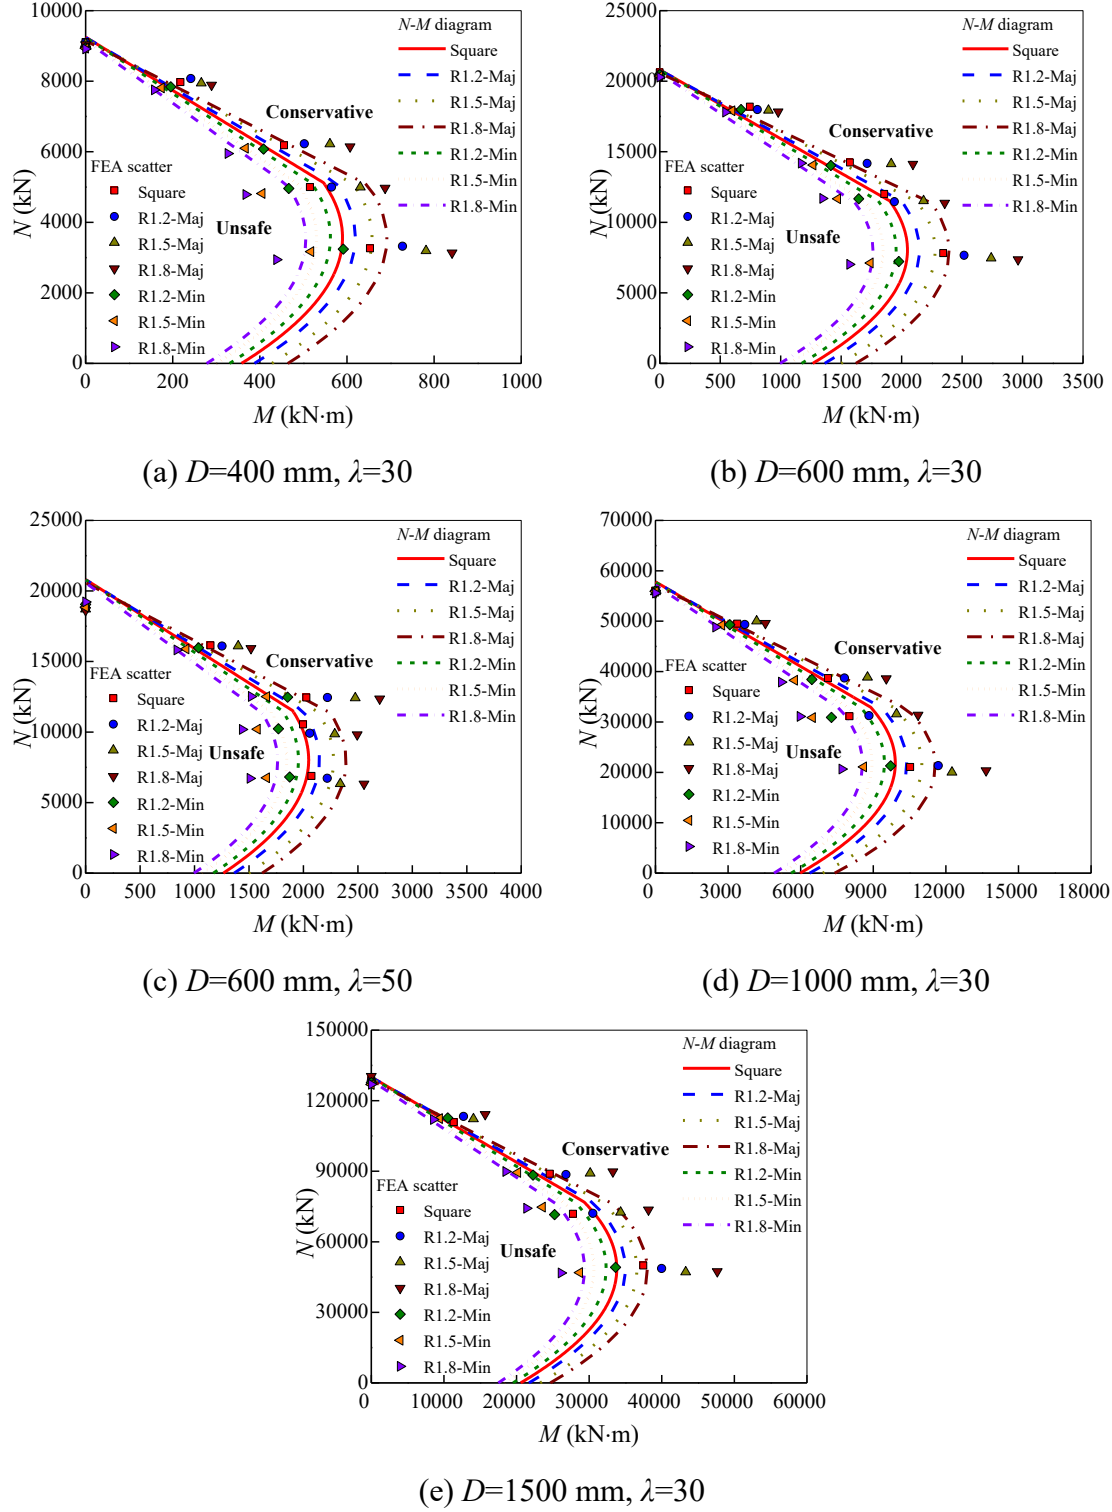 10000
8000
6000
4000
2000
0
N (kN)
0 200 400 600 800 1000
M (kN·m)
N-M diagram
Square
R1.2-Maj
R1.5-Maj
R1.8-Maj
R1.2-Min
R1.5-Min
R1.8-Min
Conservative
Unsafe
FEA scatter
Square
R1.2-Maj
R1.5-Maj
R1.8-Maj
R1.2-Min
R1.5-Min
R1.8-Min
(a) D=400 mm, λ=30
25000
20000
15000
10000
5000
0
N (kN)
0 500 1000 1500 2000 2500 3000 3500
M (kN·m)
N-M diagram
Square
R1.2-Maj
R1.5-Maj
R1.8-Maj
R1.2-Min
R1.5-Min
R1.8-Min
Conservative
Unsafe
FEA scatter
Square
R1.2-Maj
R1.5-Maj
R1.8-Maj
R1.2-Min
R1.5-Min
R1.8-Min
(b) D=600 mm, λ=30
25000
20000
15000
10000
5000
0
N (kN)
0 500 1000 1500 2000 2500 3000 3500 4000
M (kN·m)
N-M diagram
Square
R1.2-Maj
R1.5-Maj
R1.8-Maj
R1.2-Min
R1.5-Min
R1.8-Min
Conservative
Unsafe
FEA scatter
Square
R1.2-Maj
R1.5-Maj
R1.8-Maj
R1.2-Min
R1.5-Min
R1.8-Min
(c) D=600 mm, λ=50
70000
60000
50000
40000
30000
20000
10000
0
N (kN)
0 3000 6000 9000 12000 15000 18000
M (kN·m)
N-M diagram
Square
R1.2-Maj
R1.5-Maj
R1.8-Maj
R1.2-Min
R1.5-Min
R1.8-Min
Conservative
Unsafe
FEA scatter
Square
R1.2-Maj
R1.5-Maj
R1.8-Maj
R1.2-Min
R1.5-Min
R1.8-Min
(d) D=1000 mm, λ=30
150000
120000
90000
60000
30000
0
N (kN)
0 10000 20000 30000 40000 50000 60000
M (kN·m)
N-M diagram
Square
R1.2-Maj
R1.5-Maj
R1.8-Maj
R1.2-Min
R1.5-Min
R1.8-Min
Conservative
Unsafe
FEA scatter
Square
R1.2-Maj
R1.5-Maj
R1.8-Maj
R1.2-Min
R1.5-Min
R1.8-Min
(e) D=1500 mm, λ=30